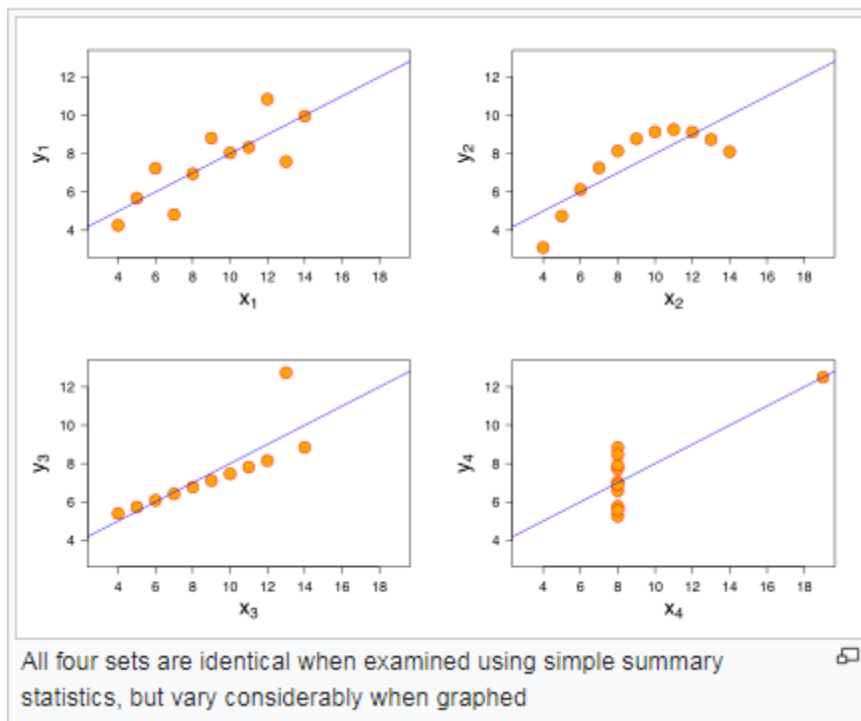 12
10
8
6
4
y1
4 6 8 10 12 14 16 18
x1
12
10
8
6
4
y2
4 6 8 10 12 14 16 18
x2
12
10
8
6
4
y3
4 6 8 10 12 14 16 18
x3
12
10
8
6
4
y4
4 6 8 10 12 14 16 18
x4
All four sets are identical when examined using simple summary
statistics, but vary considerably when graphed